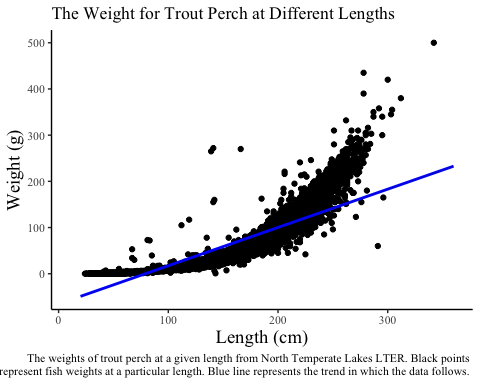 The Weight for Trout Perch at Different Lengths
Weight (g)
500
400
300
200
100
0
0
100
200
300
Length (cm)
The weights of trout perch at a given length from North Temperate Lakes LTER. Black points
represent fish weights at a particular length. Blue line represents the trend in which the data follows.